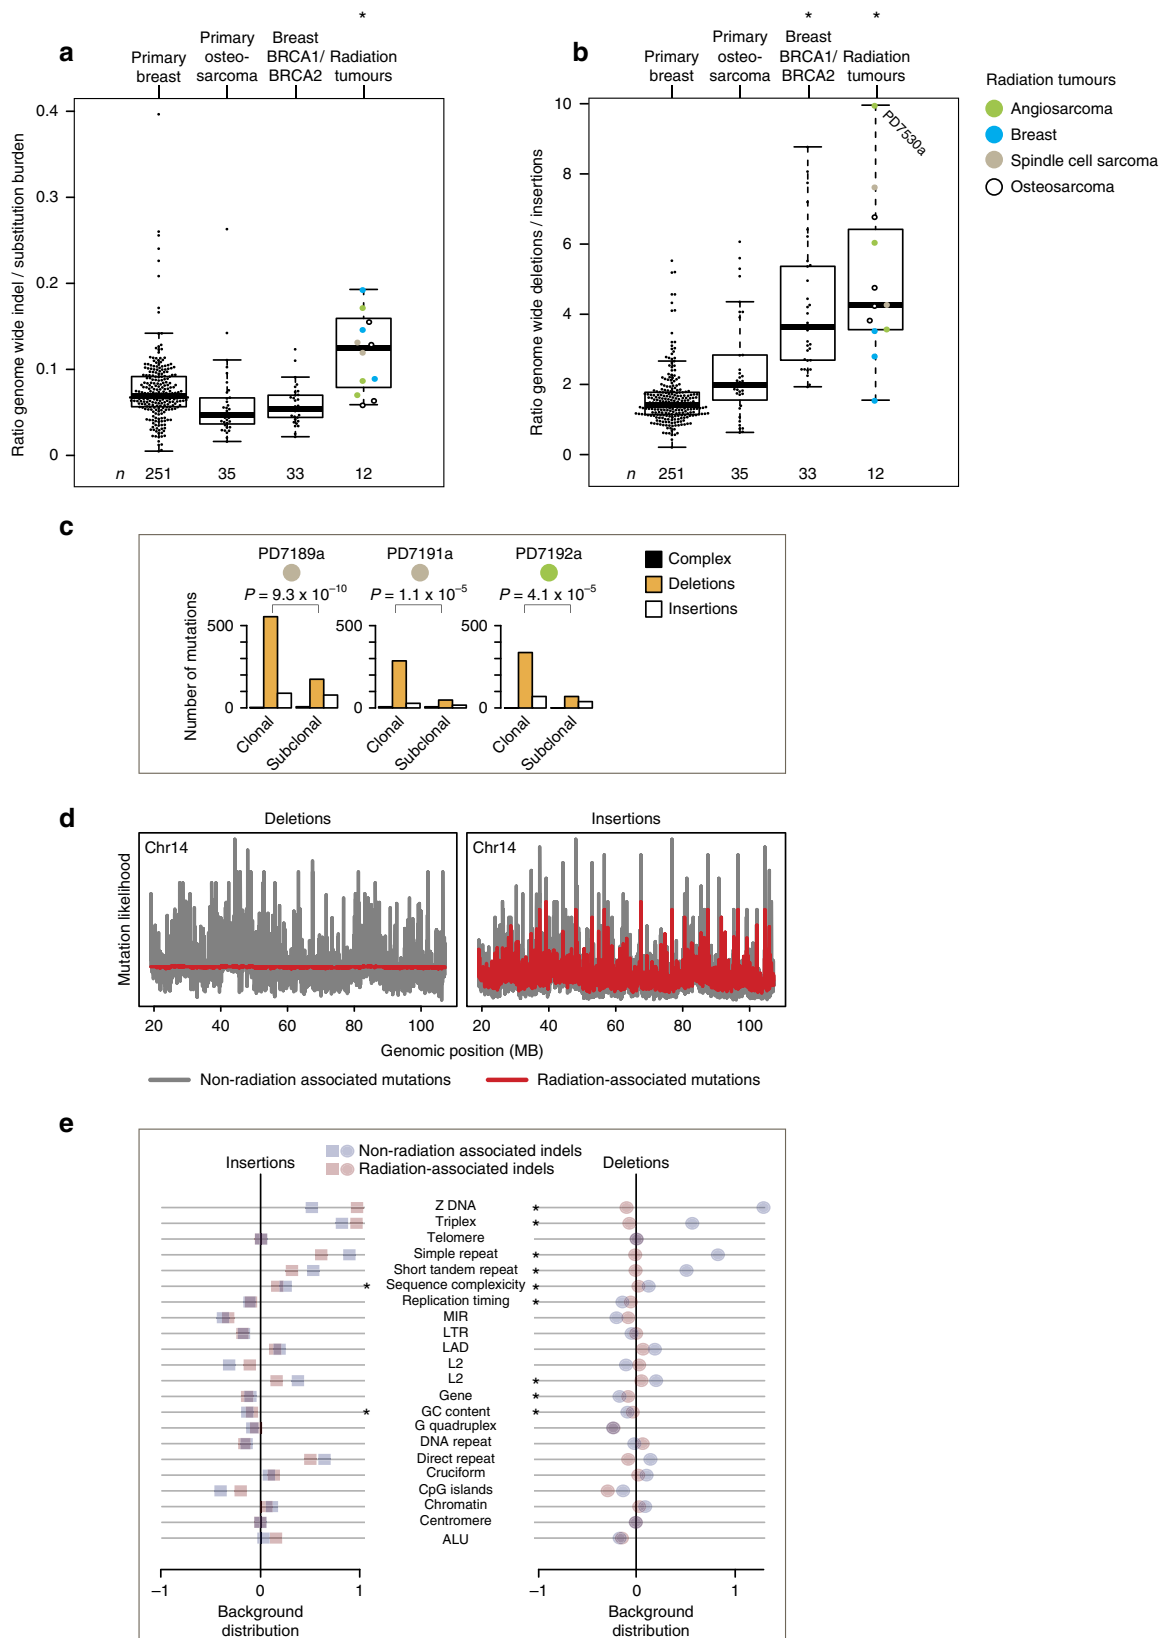 a
Primary
breast
Primary
osteo-
sarcoma
Breast
BRCA1/
BRCA2
*
Radiation
tumours
Ratio genome wide indel / substitution burden
0.4
0.3
0.2
0.1
0
n 251 35 33 12
b
Primary
breast
Primary
osteo-
sarcoma
*
Breast
BRCA1/
BRCA2
*
Radiation
tumours
Ratio genome wide deletions / insertions
10
8
6
4
2
0
PD7530a
n 251 35 33 12
Radiation tumours
Angiosarcoma
Breast
Spindle cell sarcoma
Osteosarcoma
c
PD7189a PD7191a PD7192a
P = 9.3 x 10⁻¹⁰ P = 1.1 x 10⁻⁵ P = 4.1 x 10⁻⁵
Complex
Deletions
Insertions
Number of mutations
500 500 500
0 0 0
Clonal Subclonal Clonal Subclonal Clonal Subclonal
d
Deletions Insertions
Mutation likelihood
Chr14 Chr14
20 40 60 80 100 20 40 60 80 100
Genomic position (MB)
Non-radiation associated mutations Radiation-associated mutations
e
Non-radiation associated indels
Radiation-associated indels
Insertions Deletions
Z DNA *
Triplex *
Telomere
Simple repeat *
Short tandem repeat *
* Sequence complexicity *
Replication timing *
MIR
LTR
LAD
L2
L2 *
Gene *
* GC content *
G quadruplex
DNA repeat
Direct repeat
Cruciform
CpG islands
Chromatin
Centromere
ALU
−1 0 1 −1 0 1
Background
distribution
Background
distribution